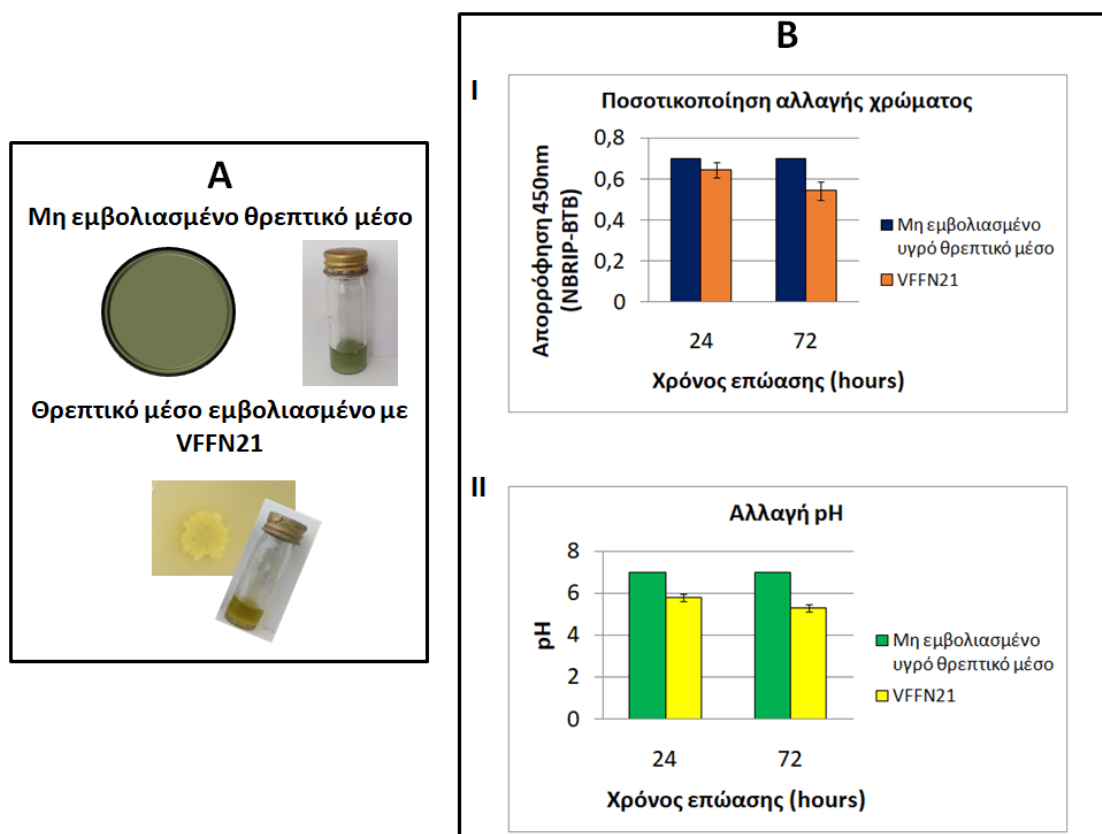 A
Μη εμβολιασμένο θρεπτικό μέσο
Θρεπτικό μέσο εμβολιασμένο με
VFFN21
B
I
Ποσοτικοποίηση αλλαγής χρώματος
Απορρόφηση 450nm
(NBRIP-BTB)
0,8
0,6
0,4
0,2
0
24
72
Χρόνος επώασης (hours)
Μη εμβολιασμένο
υγρό θρεπτικό μέσο
VFFN21
II
Αλλαγή pH
pH
8
6
4
2
0
24
72
Χρόνος επώασης (hours)
Μη εμβολιασμένο
υγρό θρεπτικό μέσο
VFFN21